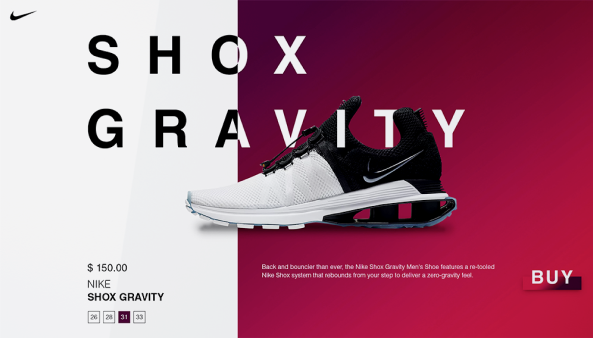 SHOX
GRAVITY
$ 150.00
NIKE
SHOX GRAVITY
26 28 31 33
Back and bouncier than ever, the Nike Shox Gravity Men's Shoe features a re-tooled
Nike Shox system that rebounds from your step to deliver a zero-gravity feel.
BUY